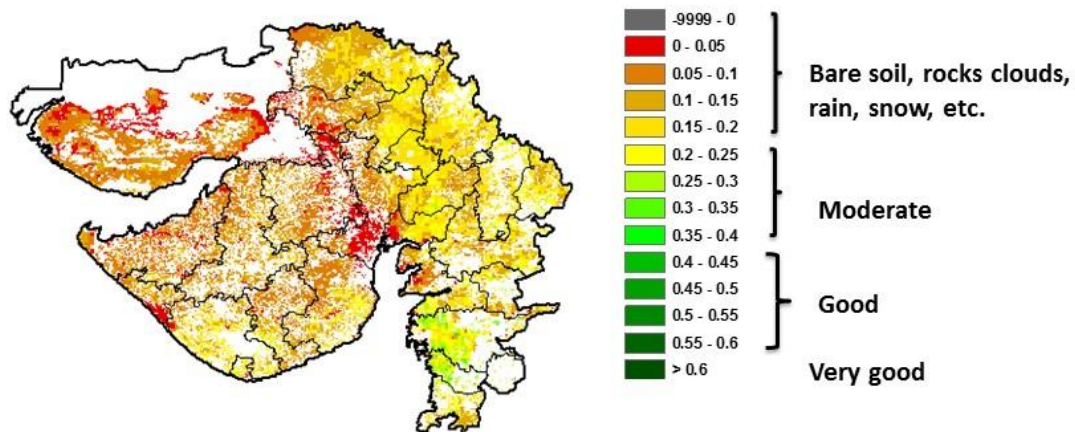 -9999 - 0
0 - 0.05
0.05 - 0.1
0.1 - 0.15
0.15 - 0.2
0.2 - 0.25
0.25 - 0.3
0.3 - 0.35
0.35 - 0.4
0.4 - 0.45
0.45 - 0.5
0.5 - 0.55
0.55 - 0.6
> 0.6
Bare soil, rocks clouds,
rain, snow, etc.
Moderate
Good
Very good